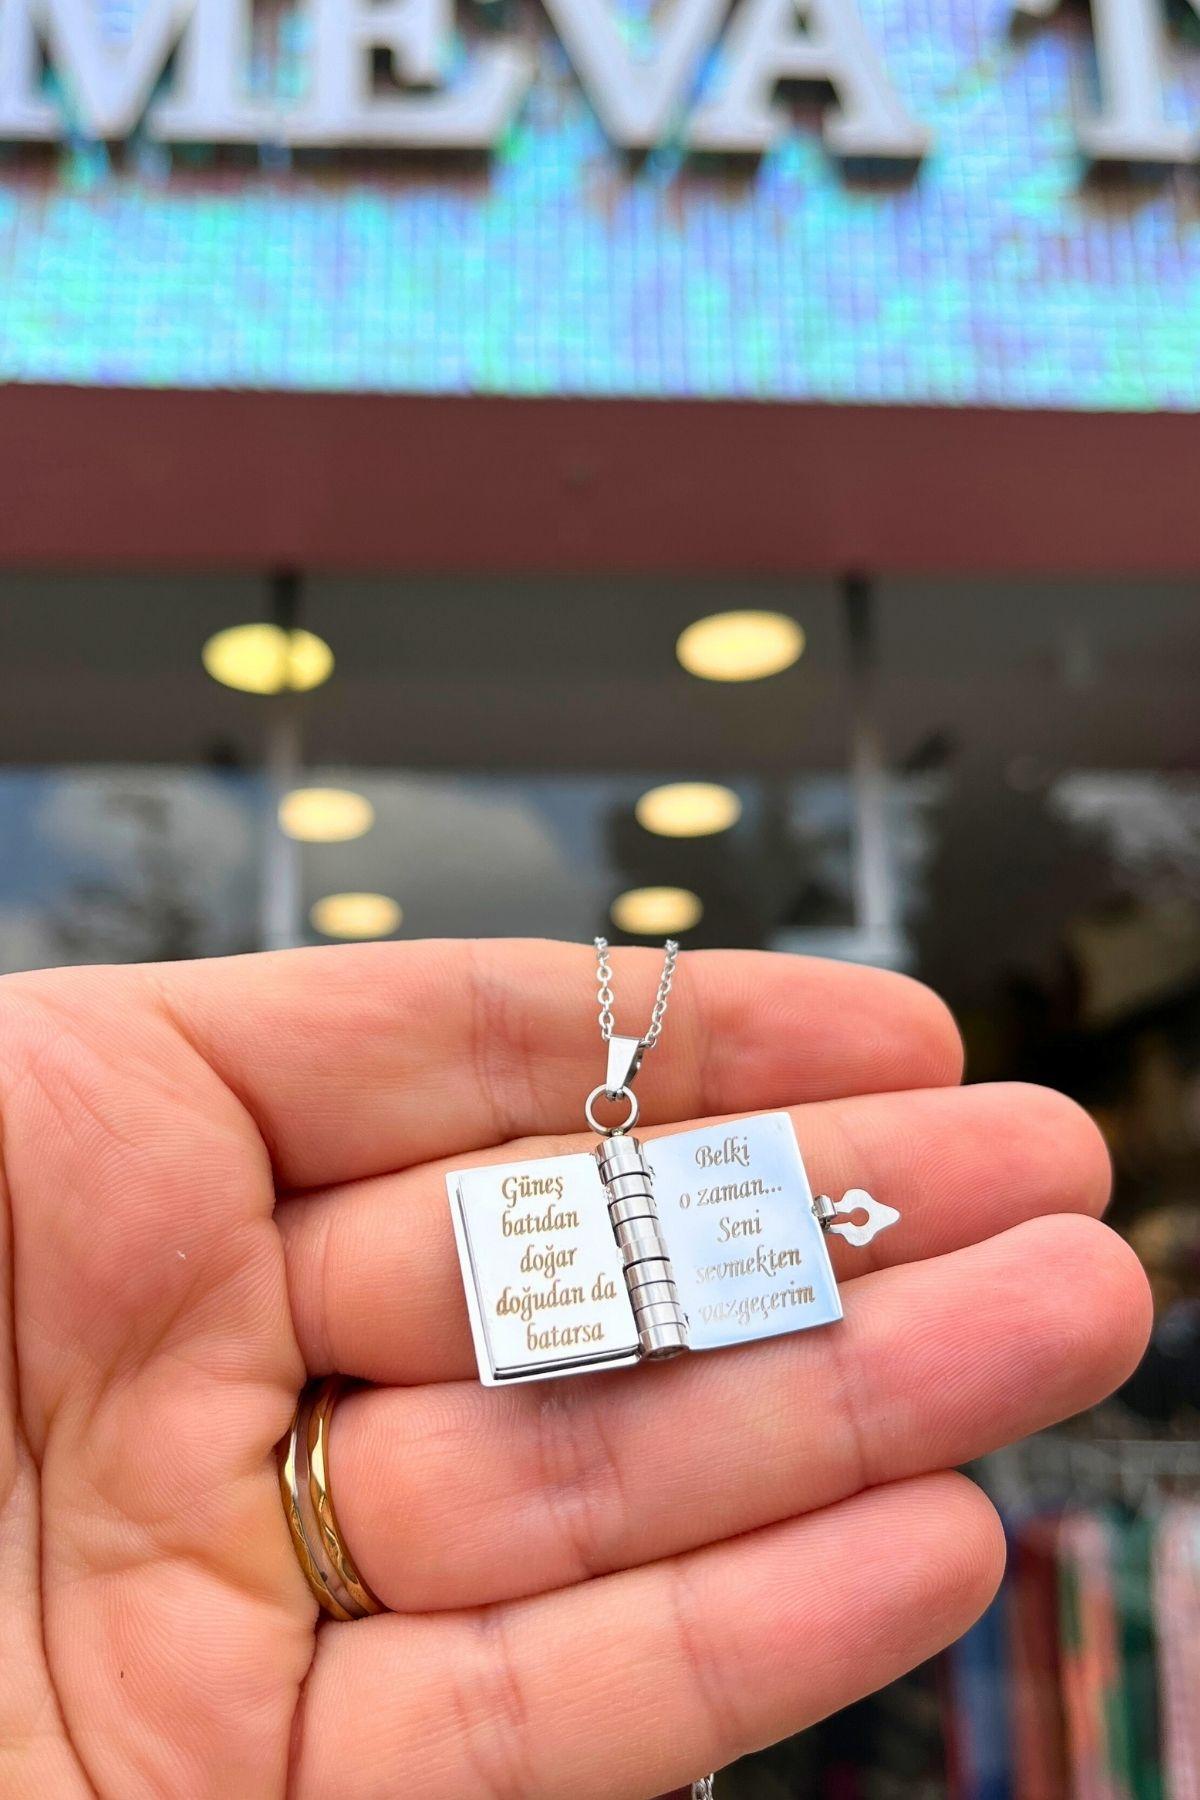 MEVA T
Güneş
batıdan
doğar
doğudan da
batarsa
Belki
o zaman...
Seni
sevmekten
vazgeçerim